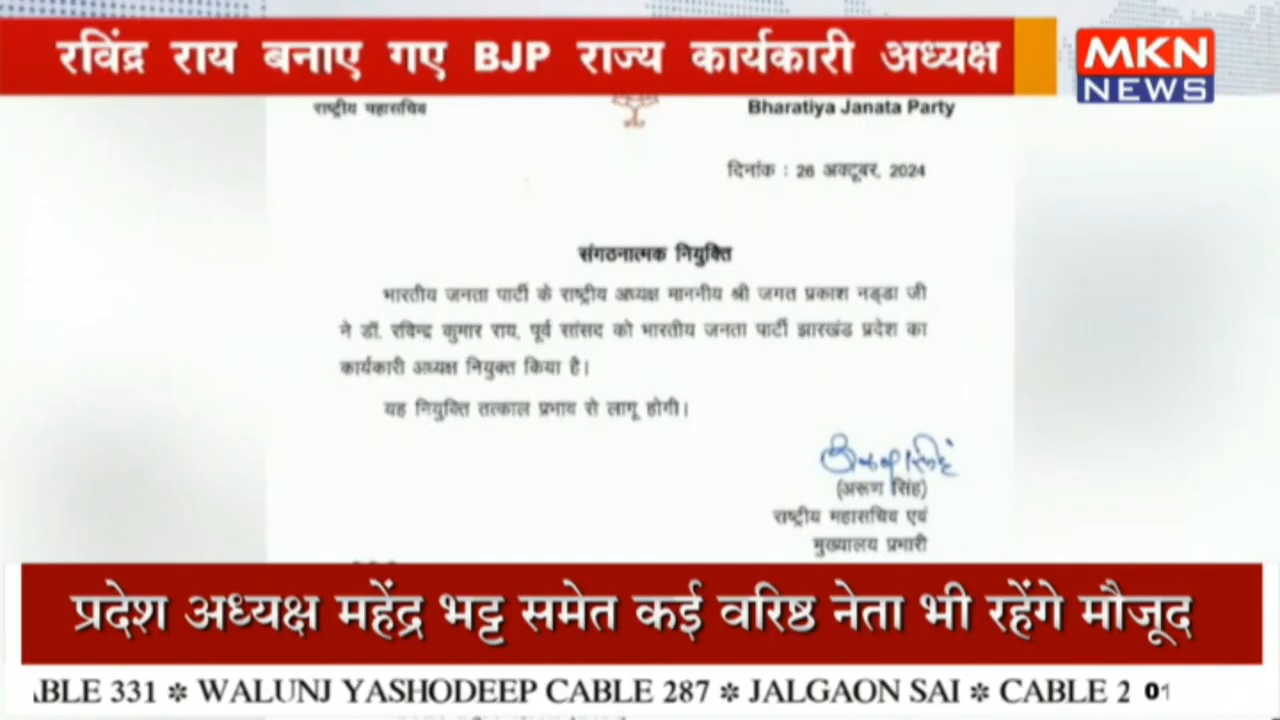 रविंद्र राय बनाए गए BJP राज्य कार्यकारी अध्यक्ष
MKN
NEWS
राष्ट्रीय महासचिव
Bharatiya Janata Party
दिनांक : 26 अक्टूबर, 2024
संगठनात्मक नियुक्ति
भारतीय जनता पार्टी के राष्ट्रीय अध्यक्ष माननीय श्री जगत प्रकाश नड्डा जी
ने डॉ. रविन्द्र कुमार राय, पूर्व सांसद को भारतीय जनता पार्टी झारखंड प्रदेश का
कार्यकारी अध्यक्ष नियुक्त किया है।
यह नियुक्ति तत्काल प्रभाव से लागू होगी।
(अरूण सिंह)
राष्ट्रीय महासचिव एवं
मुख्यालय प्रभारी
प्रदेश अध्यक्ष महेंद्र भट्ट समेत कई वरिष्ठ नेता भी रहेंगे मौजूद
ABLE 331 * WALUNJ YASHODEEP CABLE 287 * JALGAON SAI * CABLE 2 01